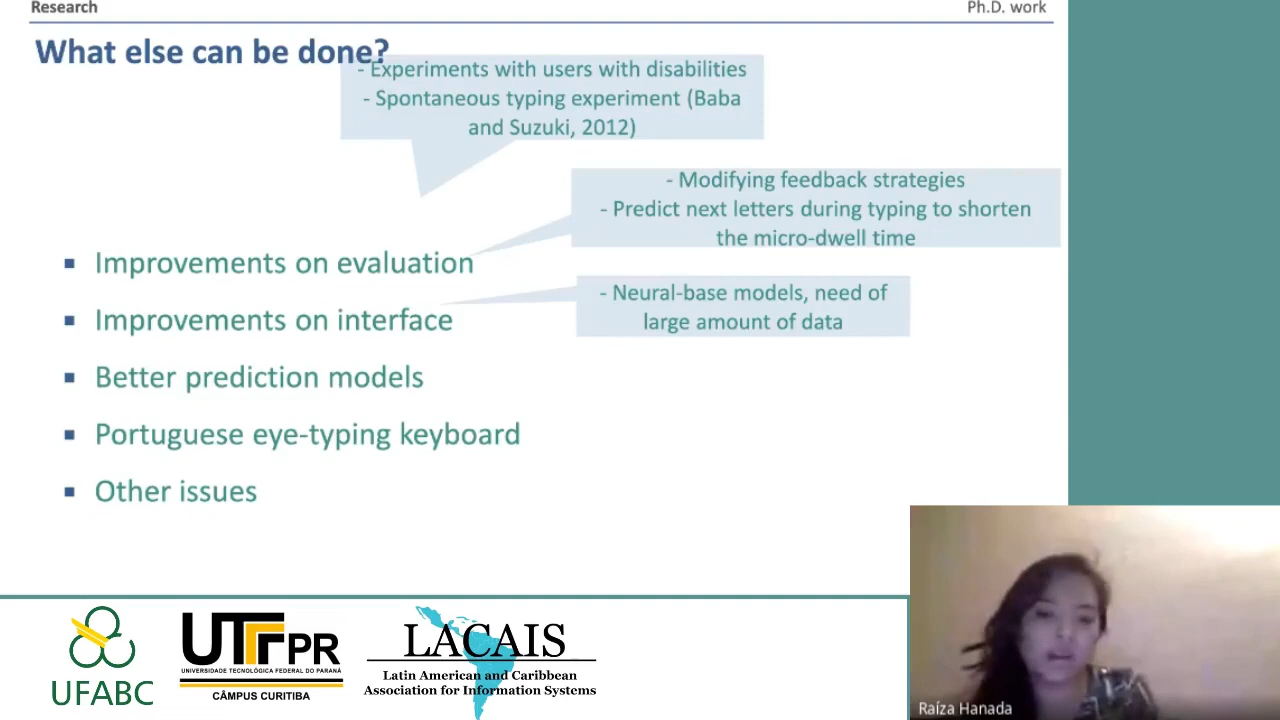 Research
Ph.D. work
What else can be done?
- Experiments with users with disabilities
- Spontaneous typing experiment (Baba
and Suzuki, 2012)
- Modifying feedback strategies
- Predict next letters during typing to shorten
the micro-dwell time
- Neural-base models, need of
large amount of data
▪ Improvements on evaluation
▪ Improvements on interface
▪ Better prediction models
▪ Portuguese eye-typing keyboard
▪ Other issues
UFABC
UTFPR
UNIVERSIDADE TECNOLÓGICA FEDERAL DO PARANÁ
CÂMPUS CURITIBA
LACAIS
Latin American and Caribbean
Association for Information Systems
Raíza Hanada